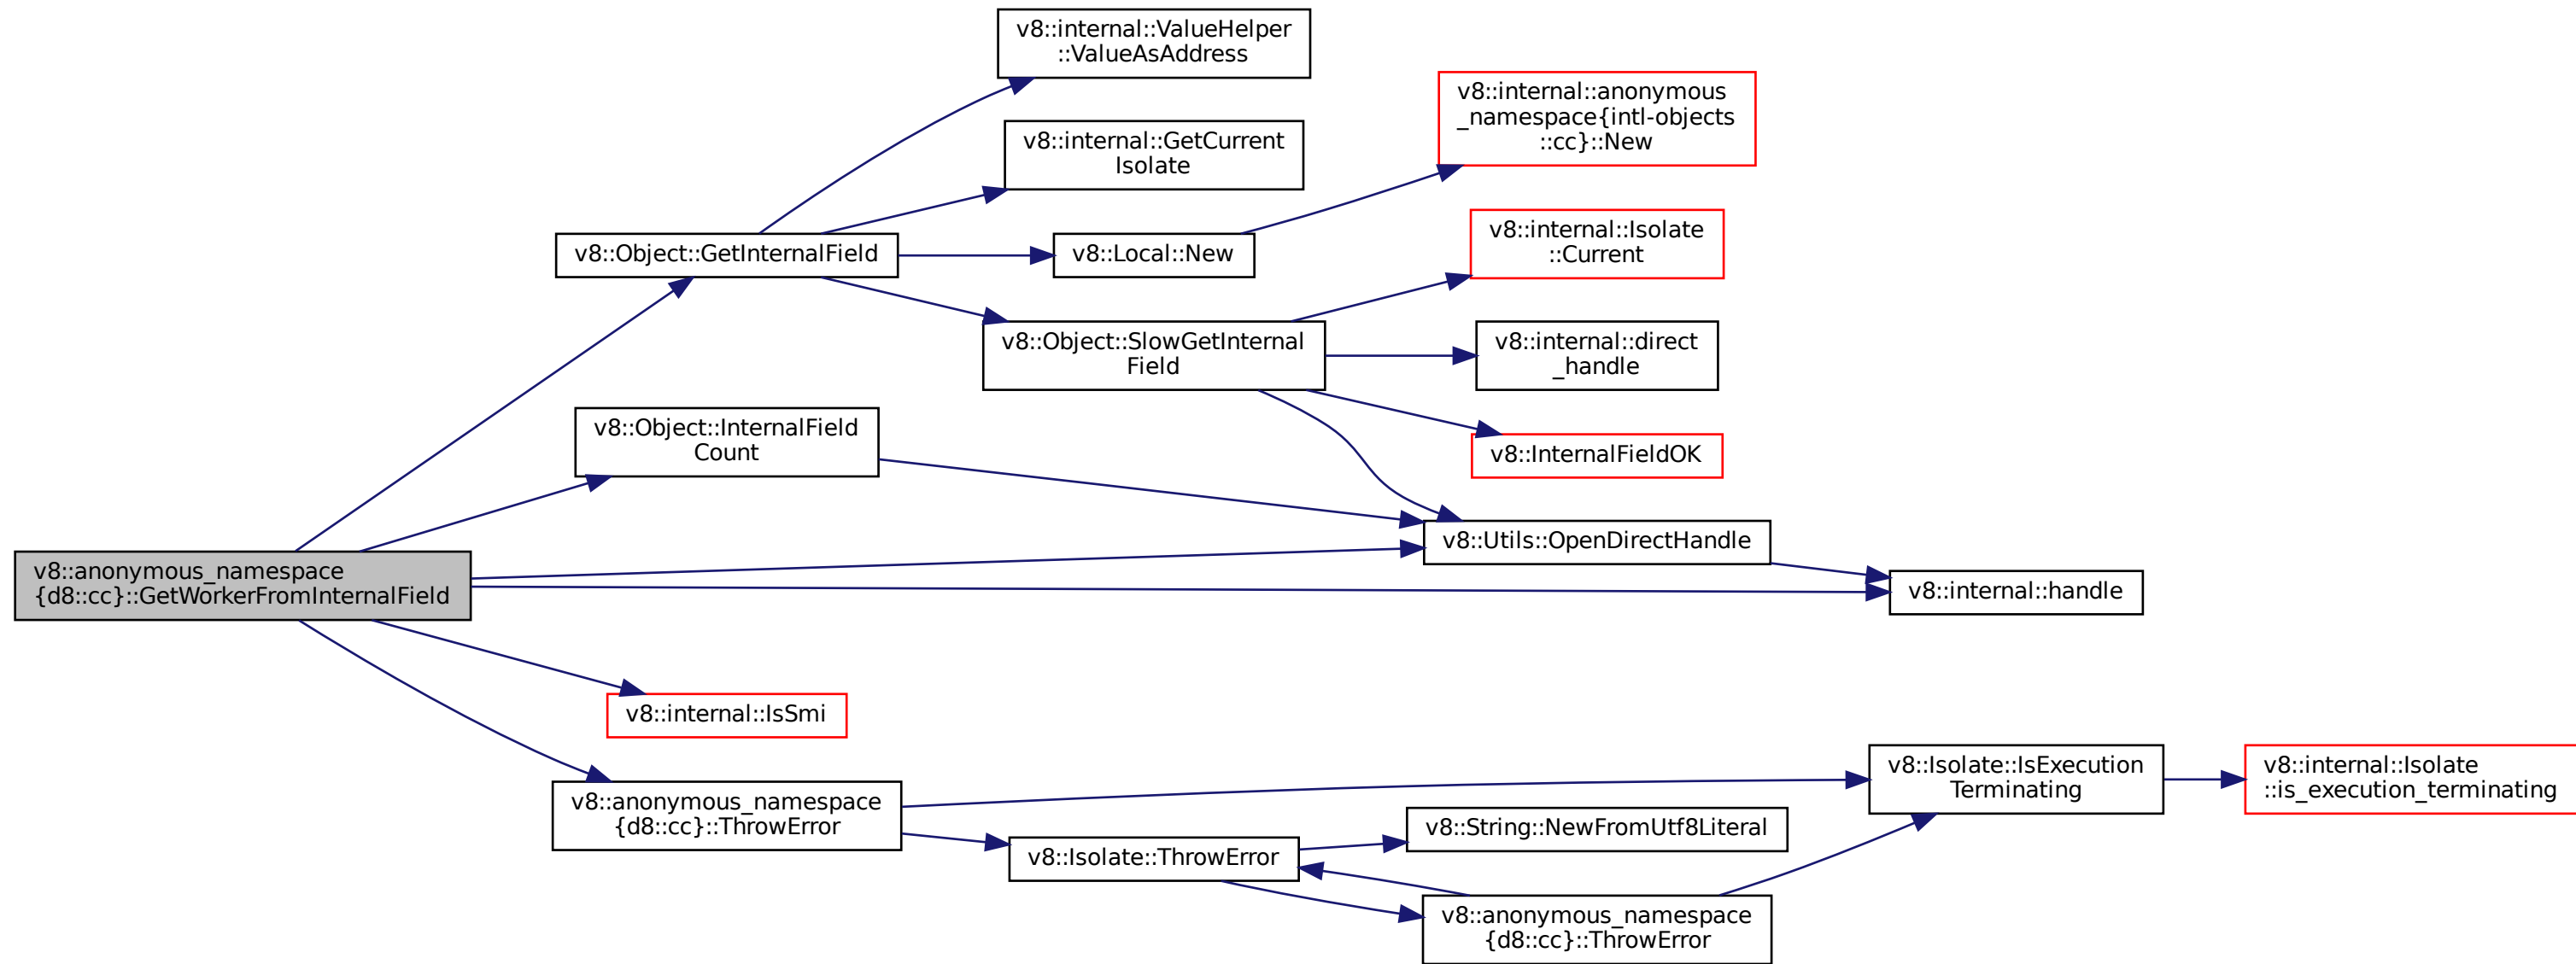 v8::internal::ValueHelper
::ValueAsAddress
v8::internal::anonymous
_namespace{intl-objects
::cc}::New
v8::internal::GetCurrent
Isolate
v8::Object::GetInternalField
v8::Local::New
v8::internal::Isolate
::Current
v8::Object::SlowGetInternal
Field
v8::internal::direct
_handle
v8::Object::InternalField
Count
v8::InternalFieldOK
v8::Utils::OpenDirectHandle
v8::anonymous_namespace
{d8::cc}::GetWorkerFromInternalField
v8::internal::handle
v8::internal::IsSmi
v8::anonymous_namespace
{d8::cc}::ThrowError
v8::Isolate::IsExecution
Terminating
v8::internal::Isolate
::is_execution_terminating
v8::Isolate::ThrowError
v8::String::NewFromUtf8Literal
v8::anonymous_namespace
{d8::cc}::ThrowError